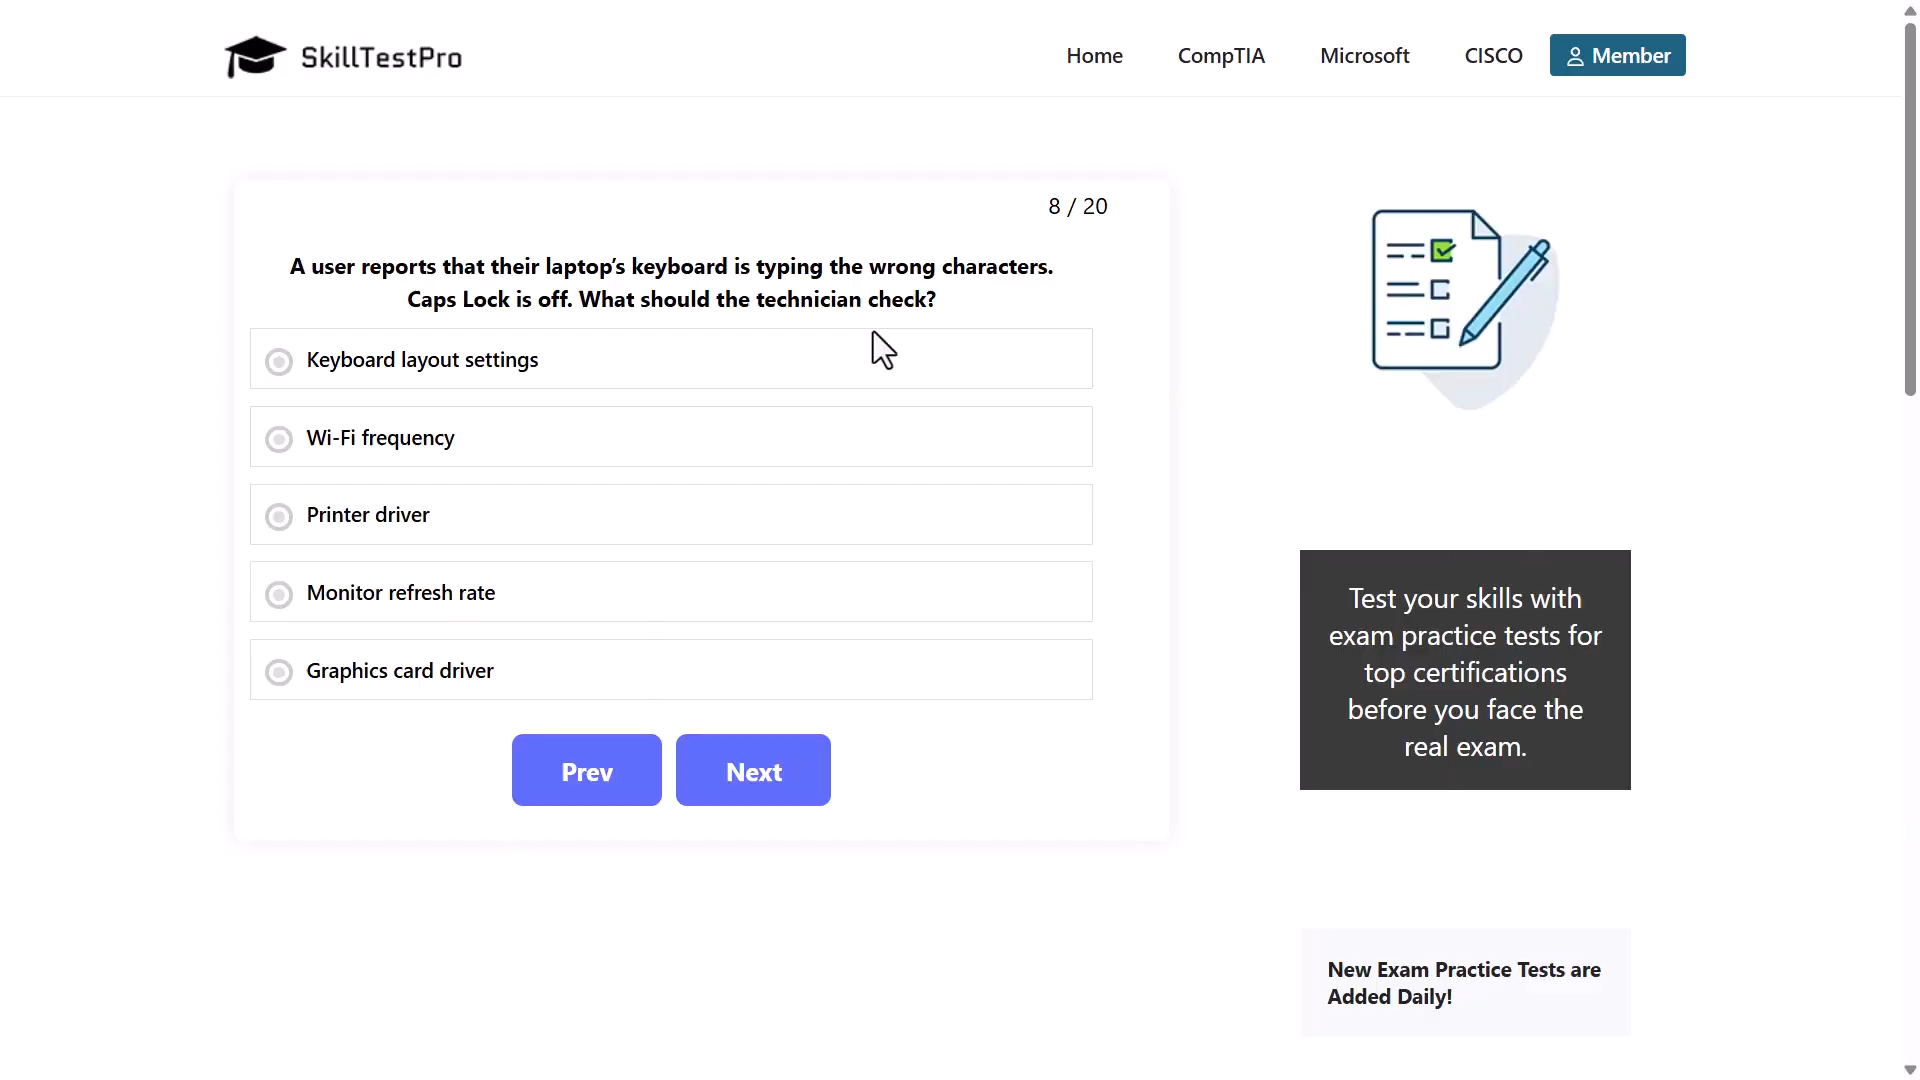 SkillTestPro
Home
CompTIA
Microsoft
CISCO
Member
8 / 20
A user reports that their laptop’s keyboard is typing the wrong characters.
Caps Lock is off. What should the technician check?
Keyboard layout settings
Wi-Fi frequency
Printer driver
Monitor refresh rate
Graphics card driver
Prev
Next
Test your skills with
exam practice tests for
top certifications
before you face the
real exam.
New Exam Practice Tests are
Added Daily!